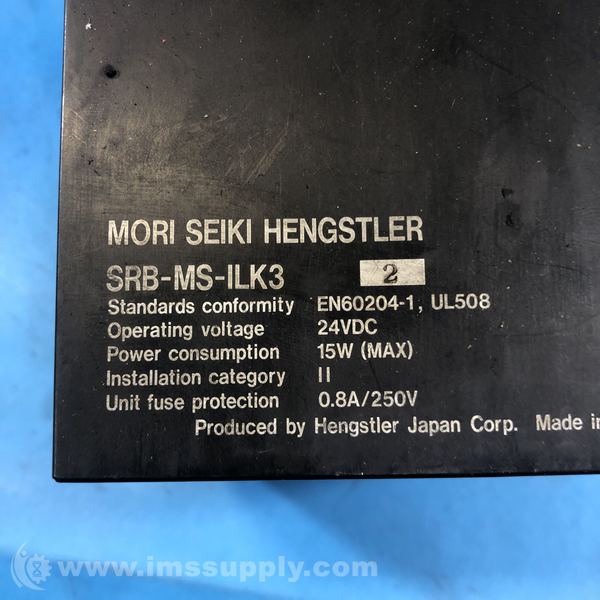 MORI SEIKI HENGSTLER
SRB-MS-ILK3 2
Standards conformity EN60204-1, UL508
Operating voltage 24VDC
Power consumption 15W (MAX)
Installation category II
Unit fuse protection 0.8A/250V
Produced by Hengstler Japan Corp. Made in
© www.imssupply.com